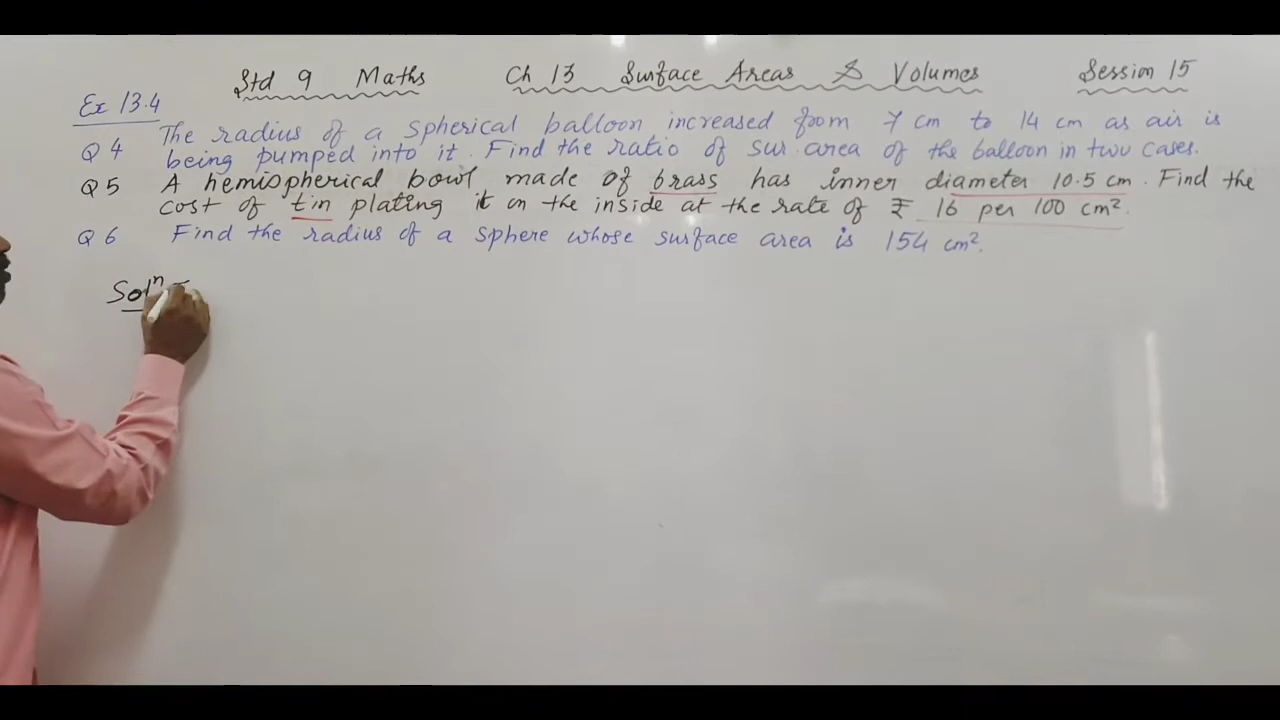 Std 9 Maths Ch 13 Surface Areas & Volumes Session 15
Ex 13.4
Q 4 The radius of a spherical balloon increased from 7 cm to 14 cm as air is
being pumped into it. Find the ratio of sur. area of the balloon in two cases.
Q 5 A hemispherical bowl made of brass has inner diameter 10.5 cm. Find the
cost of tin plating it on the inside at the rate of ₹ 16 per 100 cm².
Q 6 Find the radius of a sphere whose surface area is 154 cm².
Solⁿ